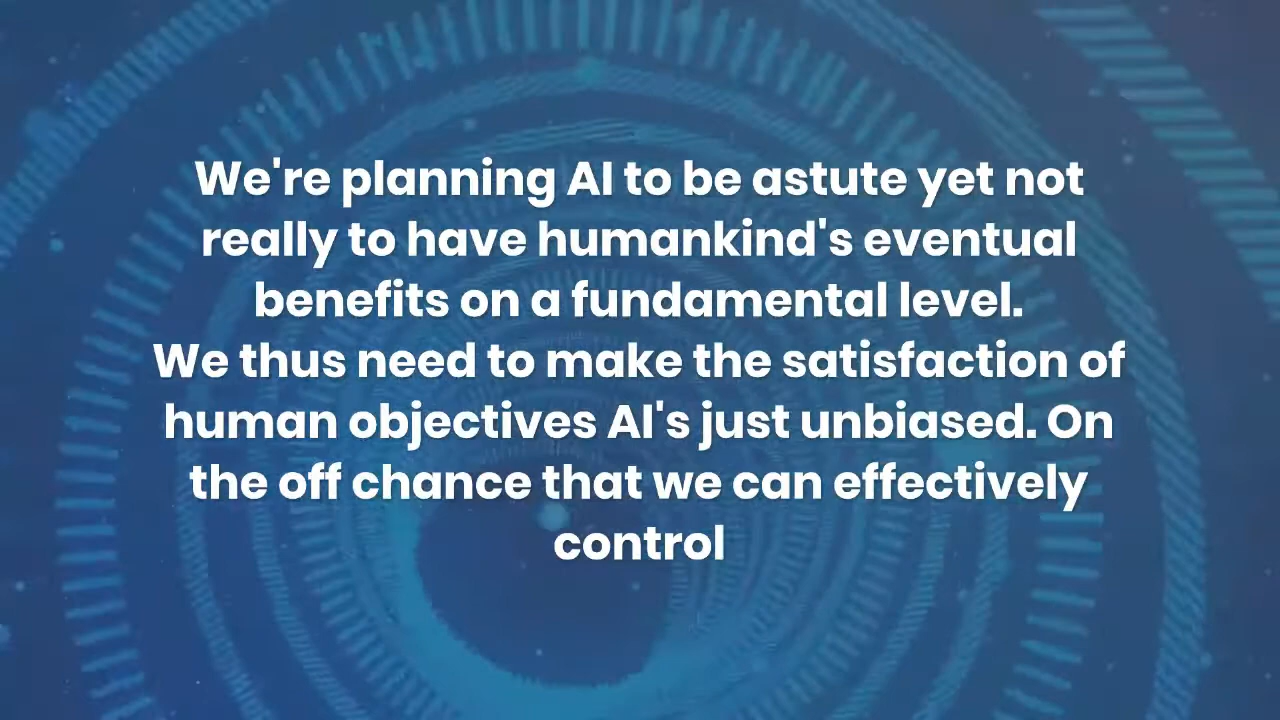 We're planning AI to be astute yet not
really to have humankind's eventual
benefits on a fundamental level.
We thus need to make the satisfaction of
human objectives AI's just unbiased. On
the off chance that we can effectively
control